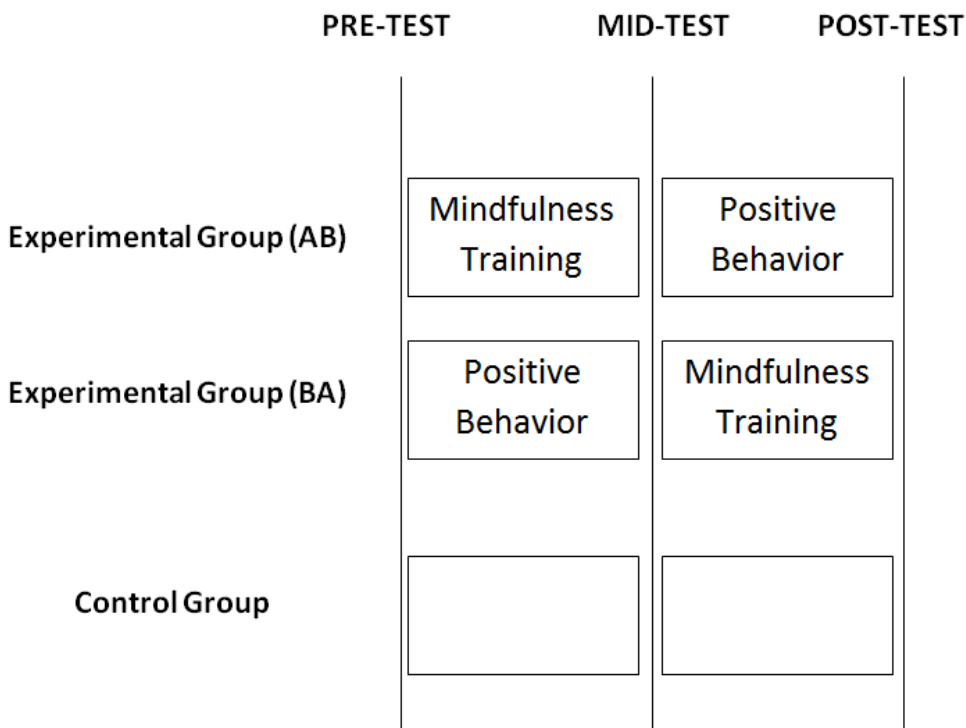 PRE-TEST MID-TEST POST-TEST
Experimental Group (AB)
Mindfulness
Training
Positive
Behavior
Experimental Group (BA)
Positive
Behavior
Mindfulness
Training
Control Group